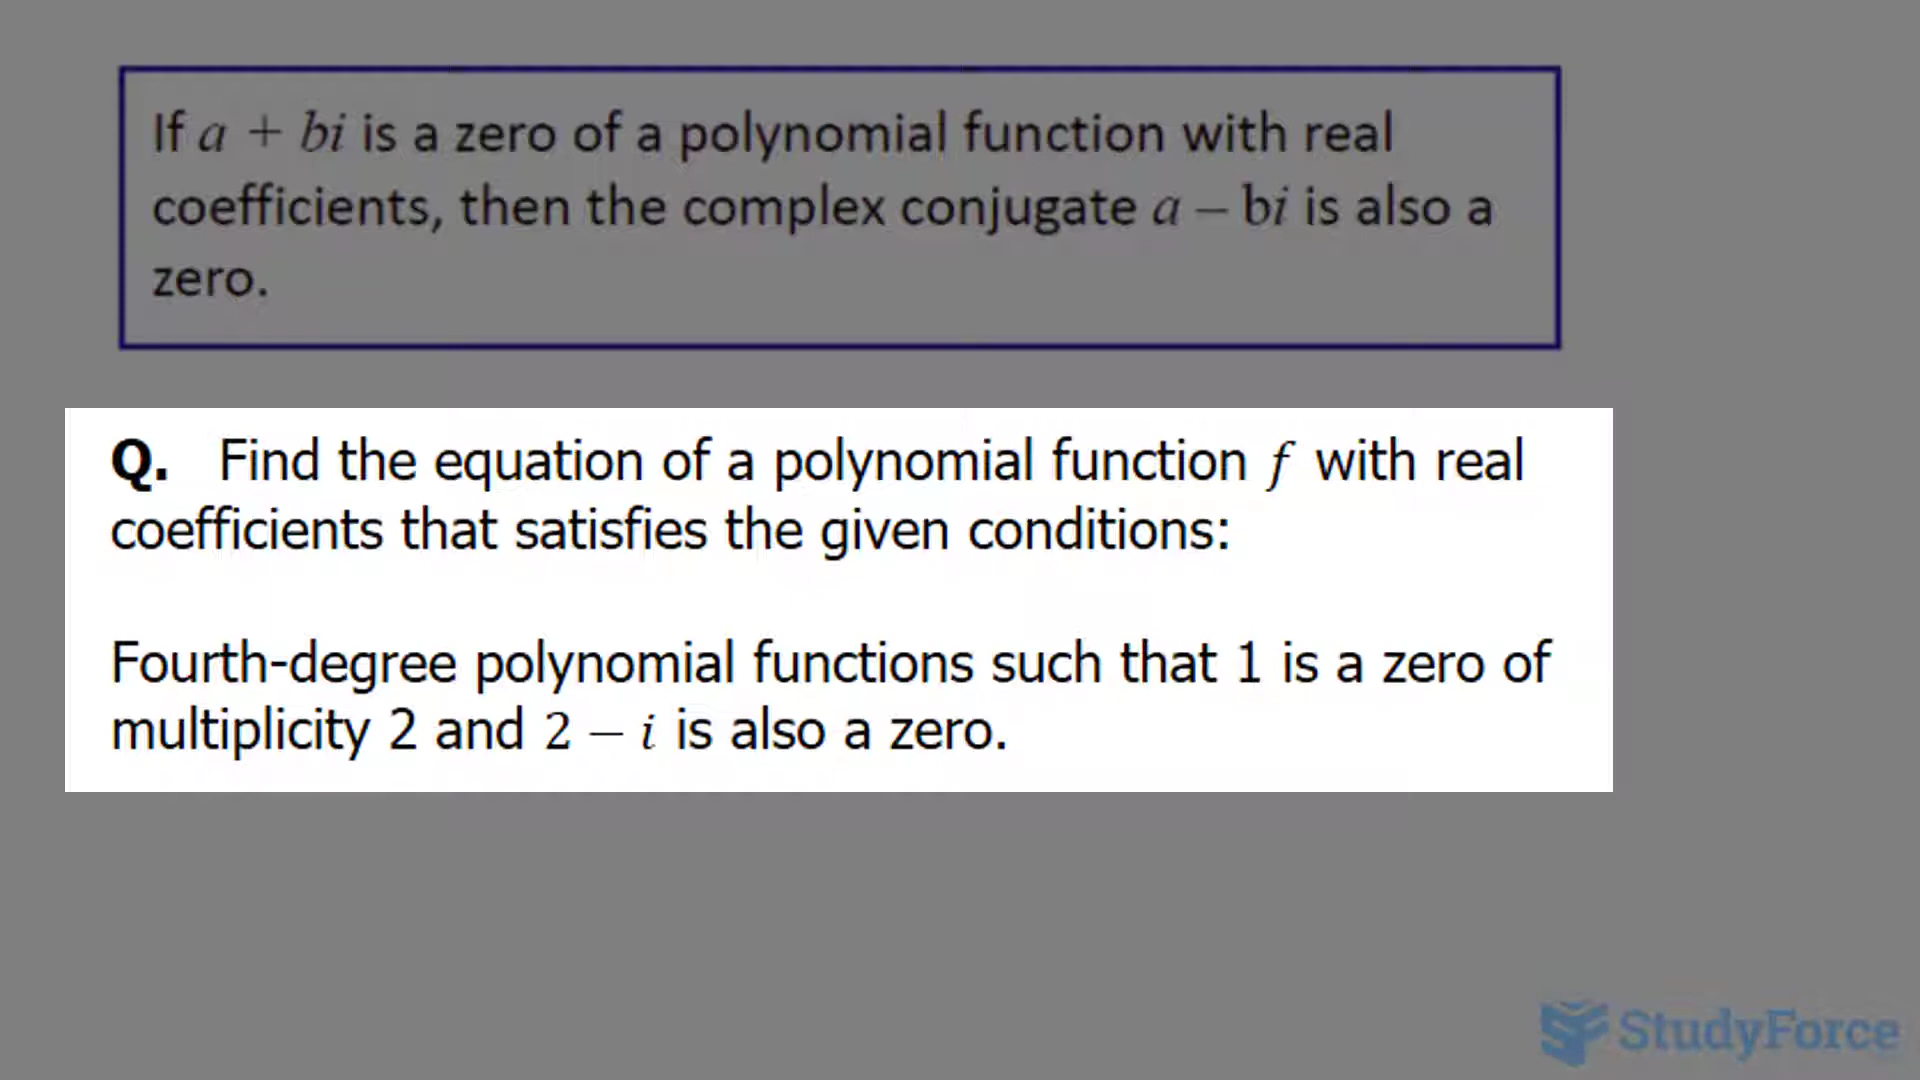 If a + bi is a zero of a polynomial function with real
coefficients, then the complex conjugate a – bi is also a
zero.
Q. Find the equation of a polynomial function f with real
coefficients that satisfies the given conditions:
Fourth-degree polynomial functions such that 1 is a zero of
multiplicity 2 and 2 − i is also a zero.
StudyForce